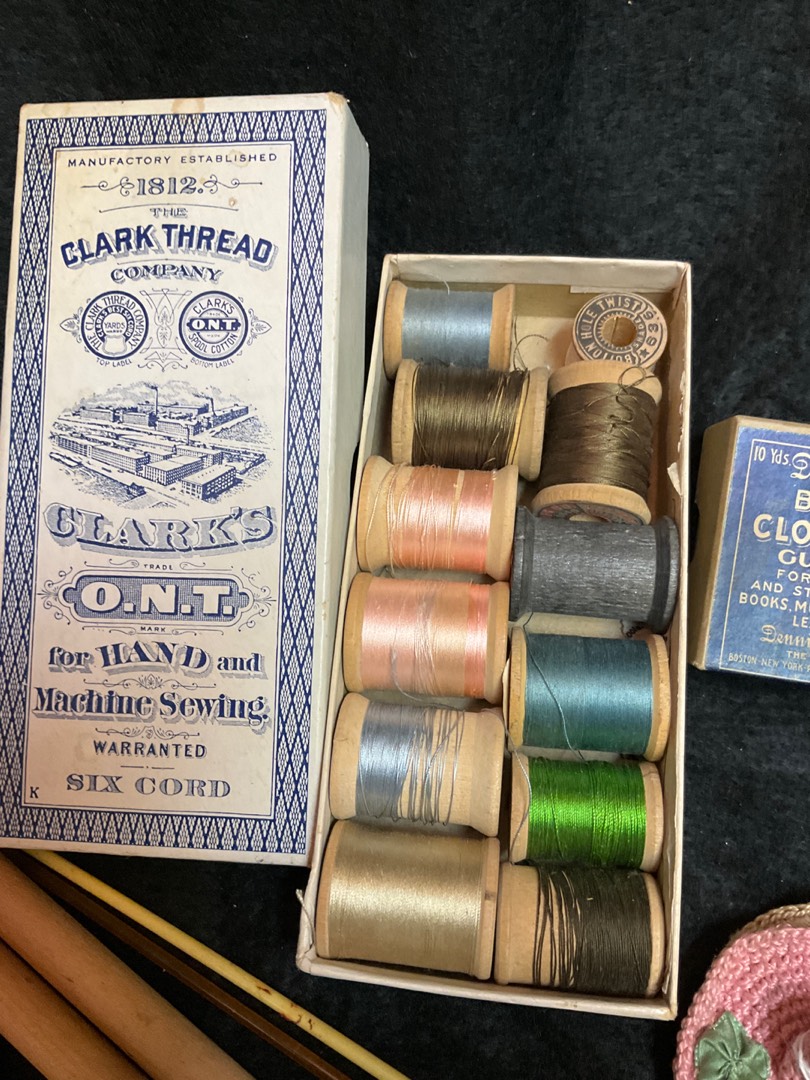 MANUFACTORY ESTABLISHED
1812.
THE
CLARK THREAD
COMPANY
THE CLARK THREAD COMPANY
YARDS
TOP LABEL
CLARK'S
O.N.T.
SPOOL COTTON
BOTTOM LABEL
CLARK'S
TRADE
O.N.T.
MARK
for HAND and
Machine Sewing.
WARRANTED
SIX CORD
K
BUTTON HOLE TWIST
10 Yds.
CLO
GU
FOR
AND ST
BOOKS, M
LE
Denni
THE
BOSTON NEW YORK